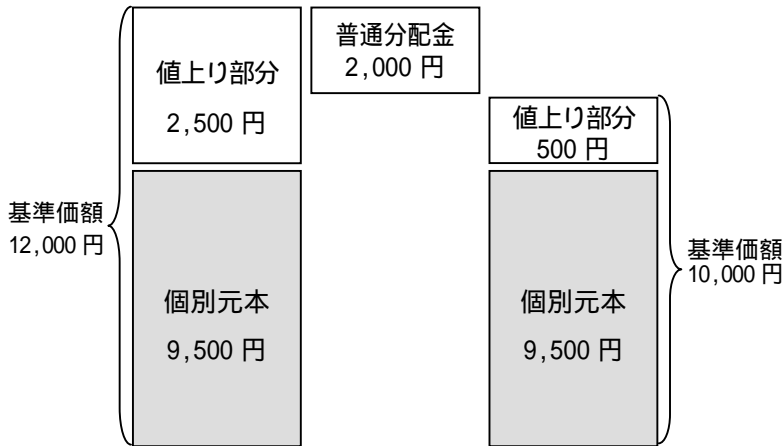 基準価額
12,000 円
値上り部分
2,500 円
個別元本
9,500 円
普通分配金
2,000 円
値上り部分
500 円
個別元本
9,500 円
基準価額
10,000 円